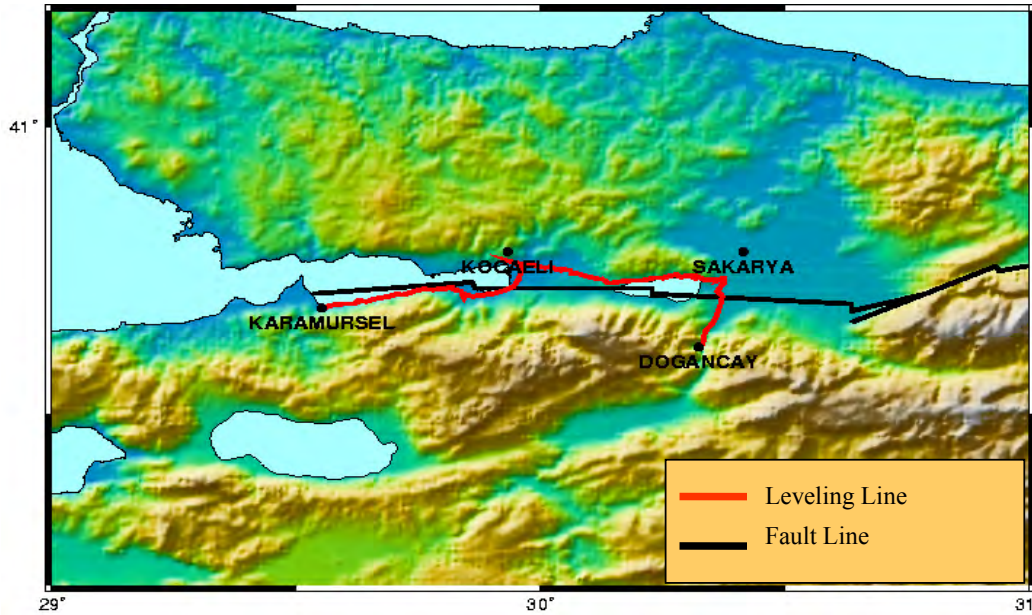 41°
KOCAELI
SAKARYA
KARAMURSEL
DOGANCAY
Leveling Line
Fault Line
29°
30°
31